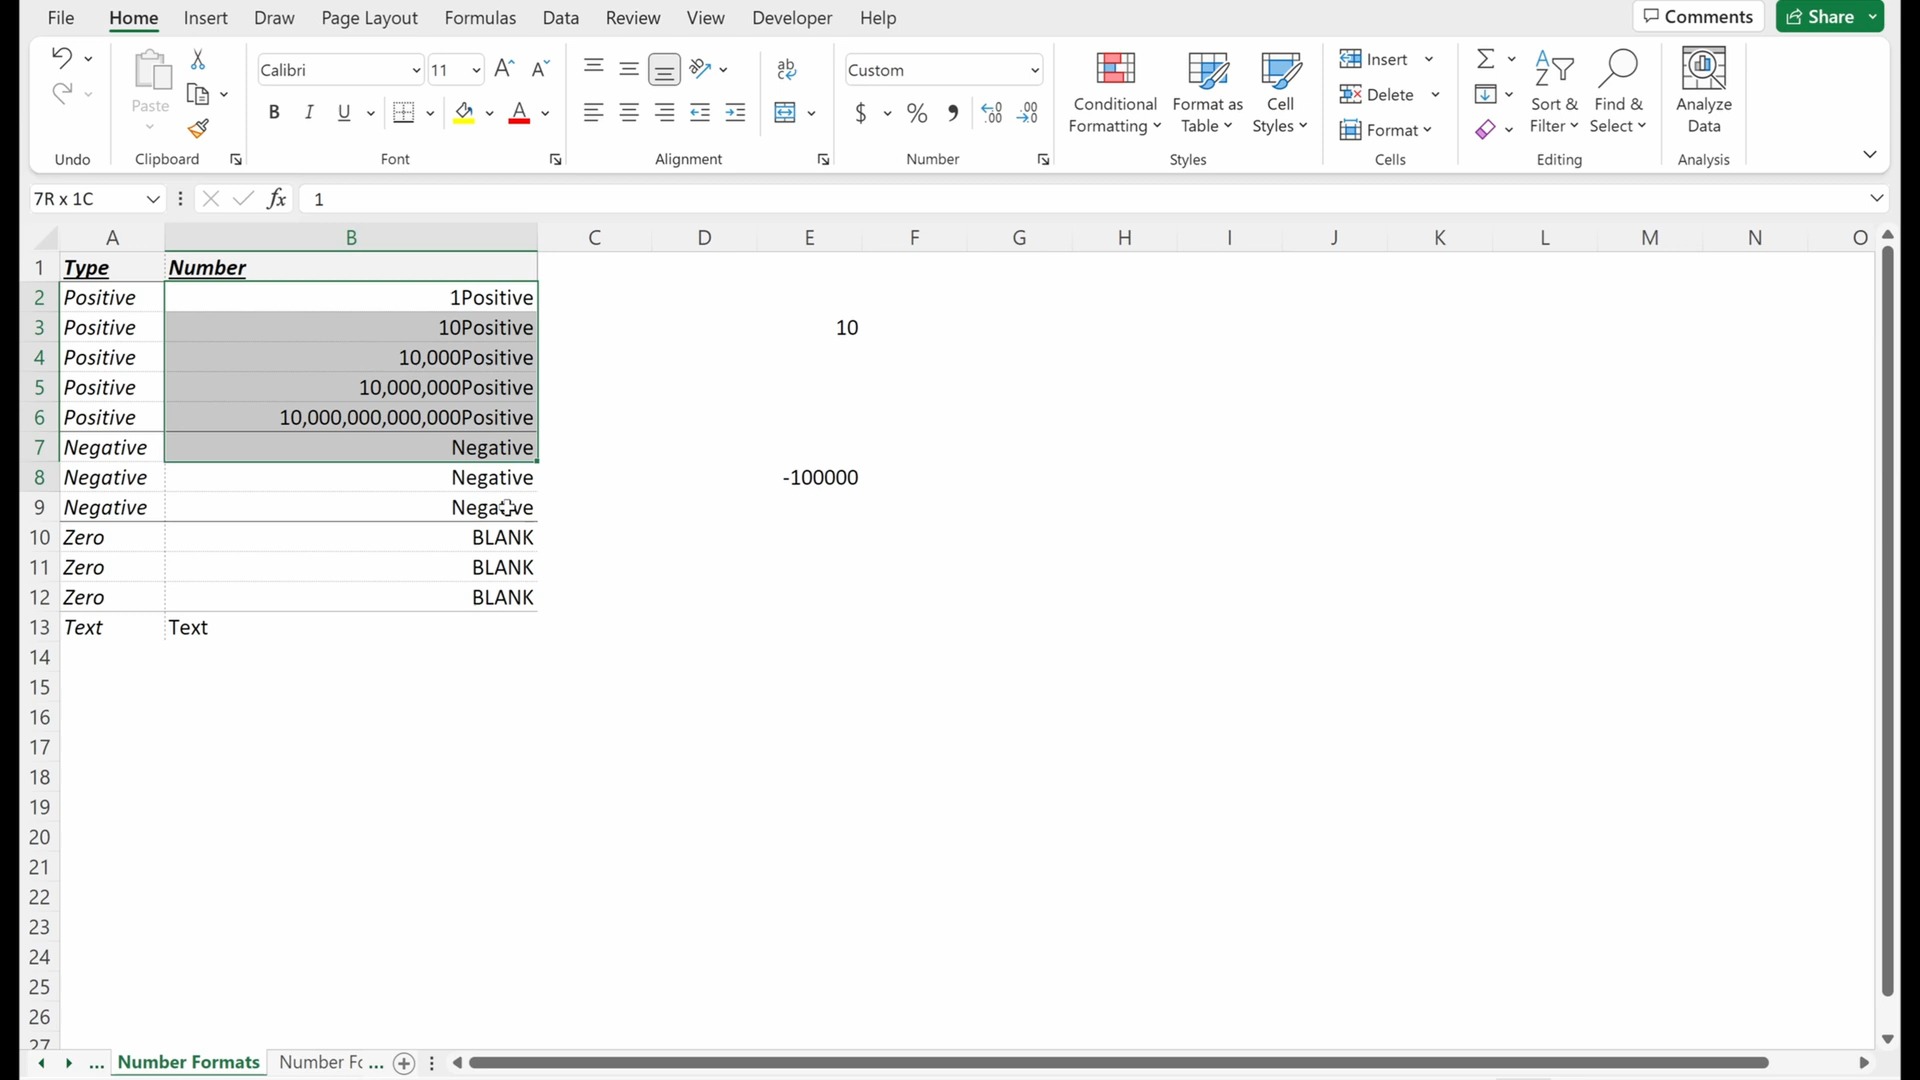 File Home Insert Draw Page Layout Formulas Data Review View Developer Help Comments Share
Calibri 11 ab Custom Insert Σ A
Paste B I U A $ % Conditional Format as Cell Delete Z Sort & Find & Analyze
Formatting Table Styles Format Filter Select Data
Undo Clipboard Font Alignment Number Styles Cells Editing Analysis
7R x 1C fx 1
A B C D E F G H I J K L M N O
1 Type Number
2 Positive 1Positive
3 Positive 10Positive 10
4 Positive 10,000Positive
5 Positive 10,000,000Positive
6 Positive 10,000,000,000,000Positive
7 Negative Negative
8 Negative Negative -100000
9 Negative Negative
10 Zero BLANK
11 Zero BLANK
12 Zero BLANK
13 Text Text
14
15
16
17
18
19
20
21
22
23
24
25
26
27
... Number Formats Number Fc ...